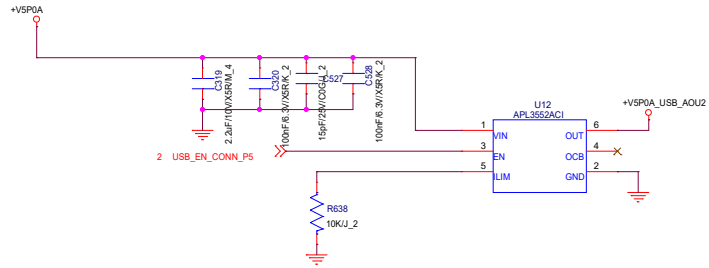 +V5P0A
C319
2.2uF/10V/X5R/M_4
C320
100nF/6.3V/X5R/K_2
C527
15pF/25V/C0G/J_2
C528
100nF/6.3V/X5R/K_2
U12
APL3552ACI
+V5P0A_USB_AOU2
1
VIN
6
OUT
2 USB_EN_CONN_P5
3
EN
4
OCB
5
ILIM
2
GND
R638
10K/J_2